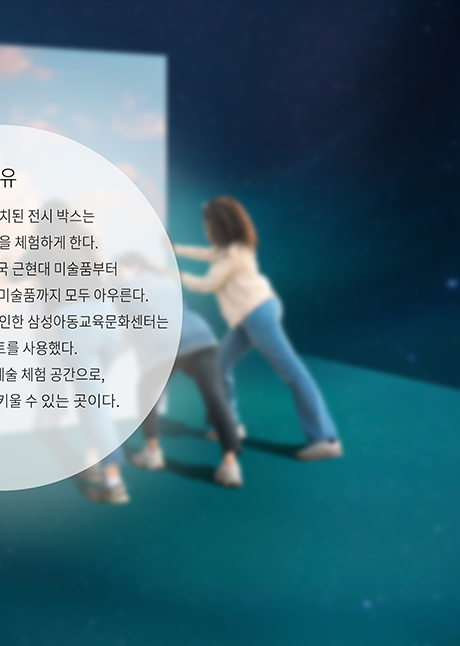 유
치된 전시 박스는
을 체험하게 한다.
국 근현대 미술품부터
미술품까지 모두 아우른다.
인한 삼성아동교육문화센터는
트를 사용했다.
예술 체험 공간으로,
키울 수 있는 곳이다.